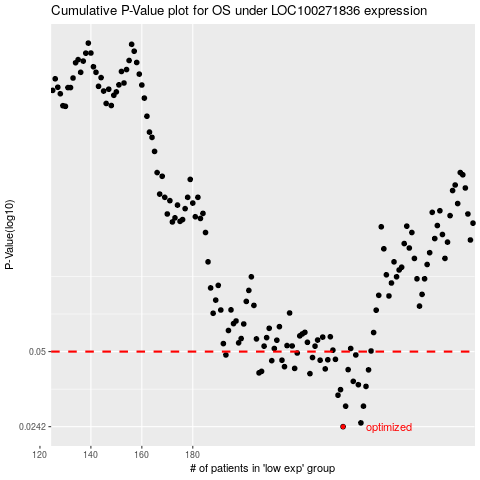 Cumulative P-Value plot for OS under LOC100271836 expression
P-Value(log10)
0.05
0.0242
optimized
120
140
160
180
# of patients in 'low exp' group